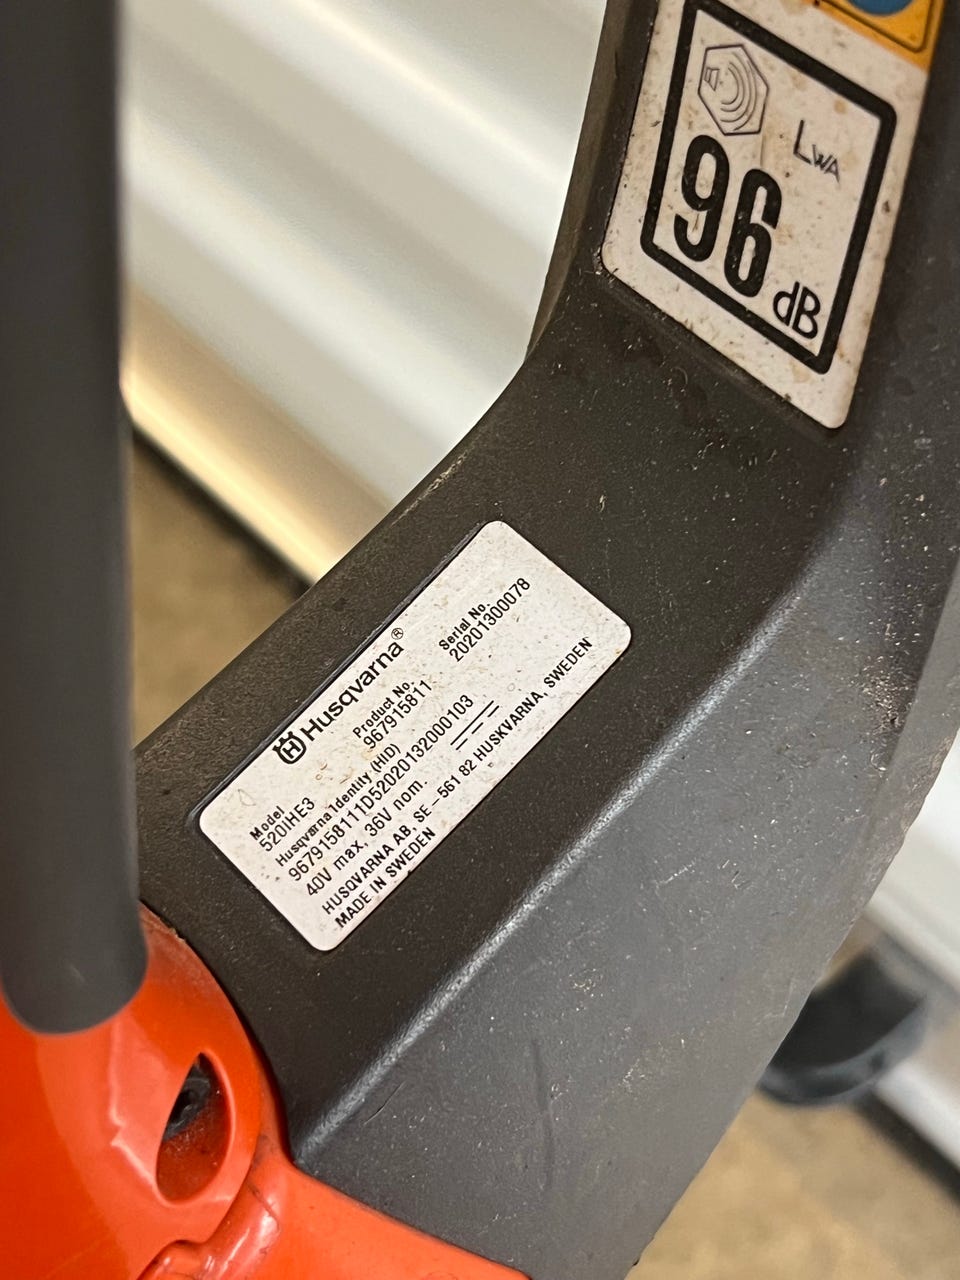 LWA
96
dB
Husqvarna®
Model
520IHE3
Product No.
967915811
Serial No.
20201300078
Husqvarna Identity (HID)
9679158111D52020132000103
40V max, 36V nom.
HUSQVARNA AB, SE – 561 82 HUSKVARNA, SWEDEN
MADE IN SWEDEN